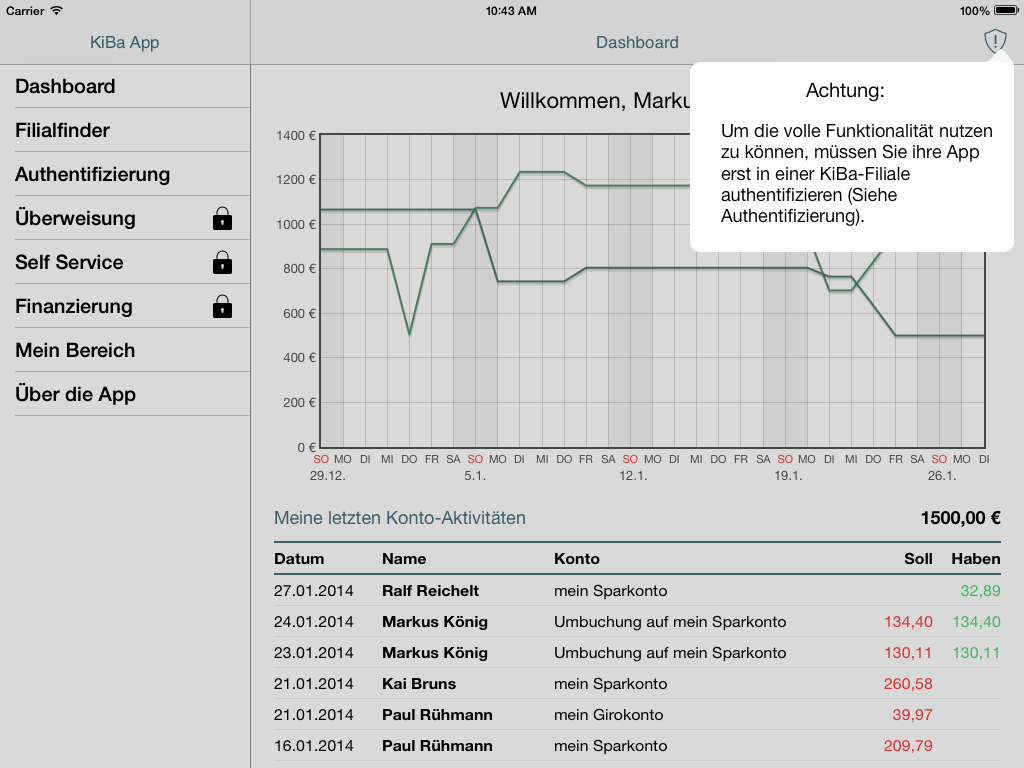 Carrier 10:43 AM 100%
KiBa App Dashboard
Dashboard
Filialfinder
Authentifizierung
Überweisung
Self Service
Finanzierung
Mein Bereich
Über die App
Achtung:
Um die volle Funktionalität nutzen
zu können, müssen Sie ihre App
erst in einer KiBa-Filiale
authentifizieren (Siehe
Authentifizierung).
Willkommen,
1400 €
1200 €
1000 €
800 €
600 €
400 €
200 €
0 €
SO MO DI MI DO FR SA SO MO DI MI DO FR SA SO MO DI MI DO FR SA SO MO DI MI DO FR SA SO MO DI
29.12. 5.1. 12.1. 19.1. 26.1.
Meine letzten Konto-Aktivitäten 1500,00 €
Datum Name Konto Soll Haben
27.01.2014 Ralf Reichelt mein Sparkonto 32,89
24.01.2014 Markus König Umbuchung auf mein Sparkonto 134,40 134,40
23.01.2014 Markus König Umbuchung auf mein Sparkonto 130,11 130,11
21.01.2014 Kai Bruns mein Sparkonto 260,58
21.01.2014 Paul Rühmann mein Girokonto 39,97
16.01.2014 Paul Rühmann mein Sparkonto 209,79